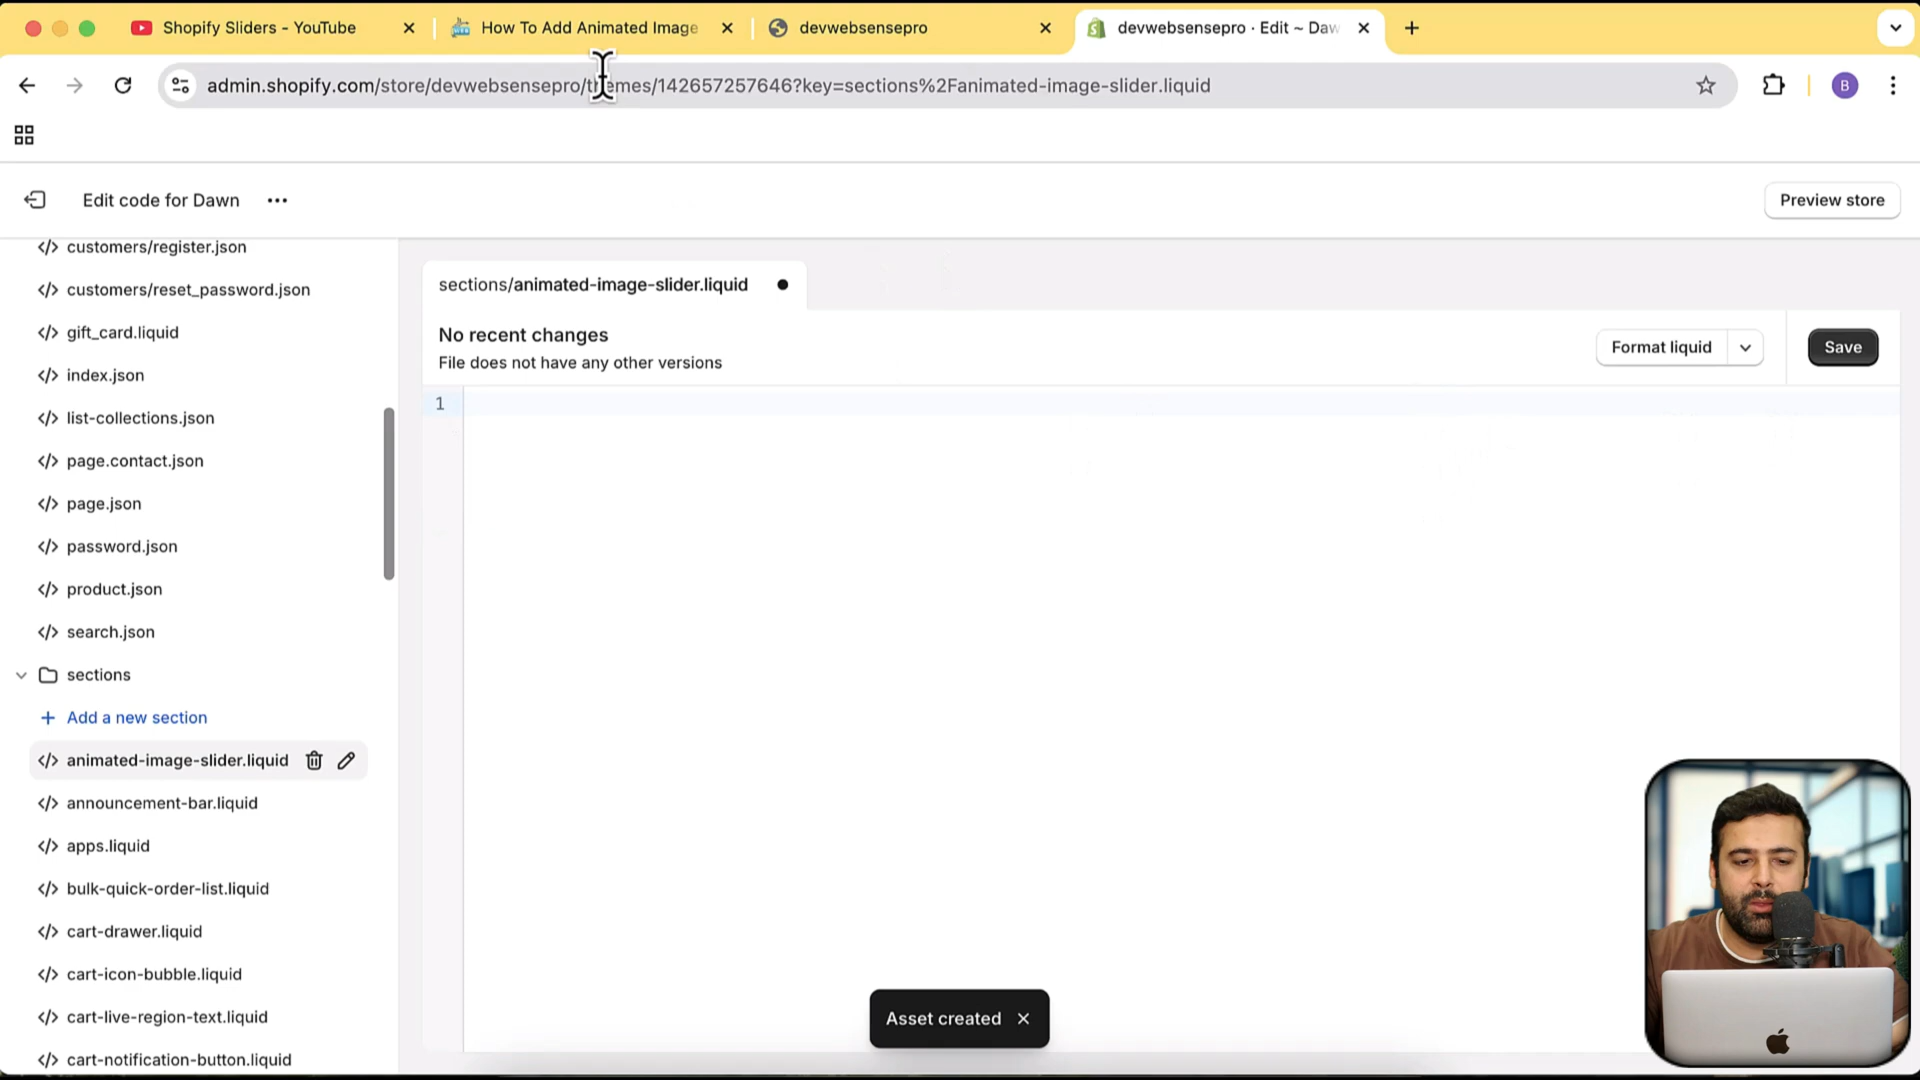 Shopify Sliders - YouTube
How To Add Animated Image
devwebsensepro
devwebsensepro · Edit ~ Daw
admin.shopify.com/store/devwebsensepro/themes/142657257646?key=sections%2Fanimated-image-slider.liquid
B
Edit code for Dawn
Preview store
customers/register.json
customers/reset_password.json
gift_card.liquid
index.json
list-collections.json
page.contact.json
page.json
password.json
product.json
search.json
sections
Add a new section
animated-image-slider.liquid
announcement-bar.liquid
apps.liquid
bulk-quick-order-list.liquid
cart-drawer.liquid
cart-icon-bubble.liquid
cart-live-region-text.liquid
cart-notification-button.liquid
sections/animated-image-slider.liquid
No recent changes
File does not have any other versions
Format liquid
Save
1
Asset created